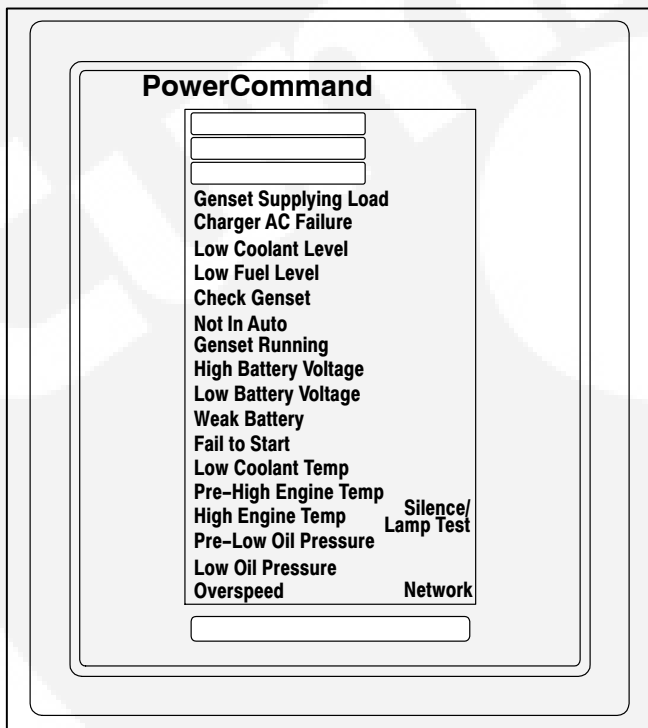 PowerCommand
Genset Supplying Load
Charger AC Failure
Low Coolant Level
Low Fuel Level
Check Genset
Not In Auto
Genset Running
High Battery Voltage
Low Battery Voltage
Weak Battery
Fail to Start
Low Coolant Temp
Pre-High Engine Temp
High Engine Temp
Pre-Low Oil Pressure
Low Oil Pressure
Overspeed
Silence/
Lamp Test
Network